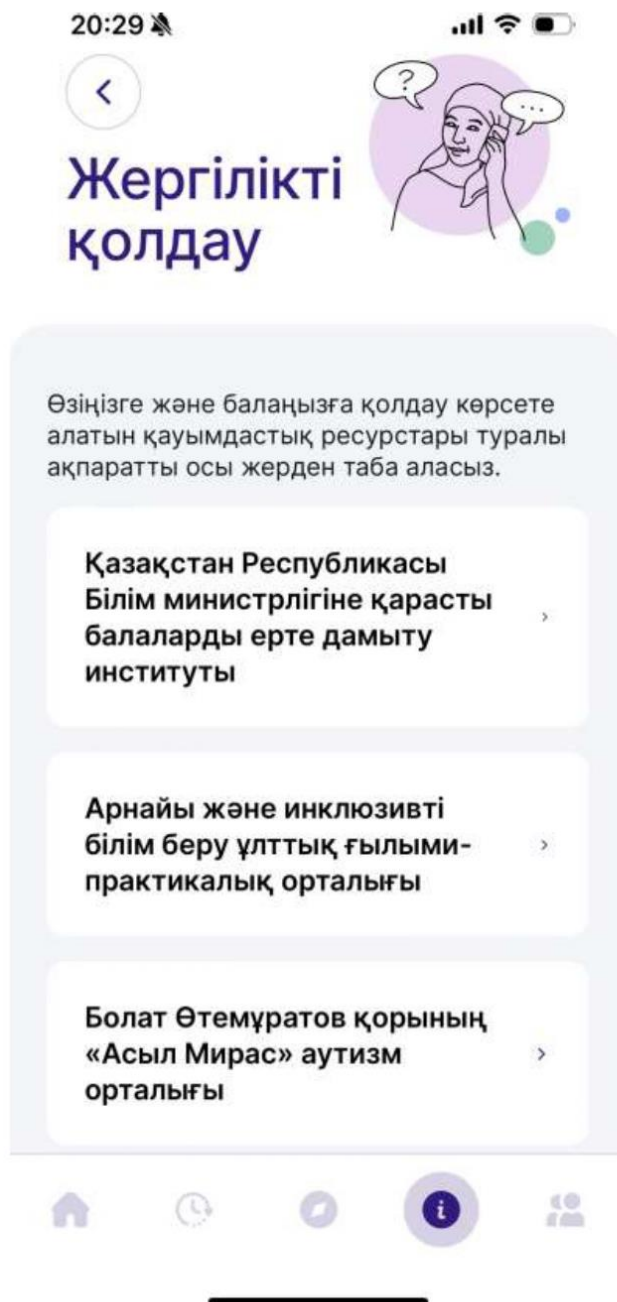 20:29
?
...
Жергілікті
қолдау
Өзіңізге және балаңызға қолдау көрсете
алатын қауымдастық ресурстары туралы
ақпаратты осы жерден таба аласыз.
Қазақстан Республикасы
Білім министрлігіне қарасты
балаларды ерте дамыту
институты
Арнайы және инклюзивті
білім беру ұлттық ғылыми-
практикалық орталығы
Болат Өтемұратов қорының
«Асыл Мирас» аутизм
орталығы
i